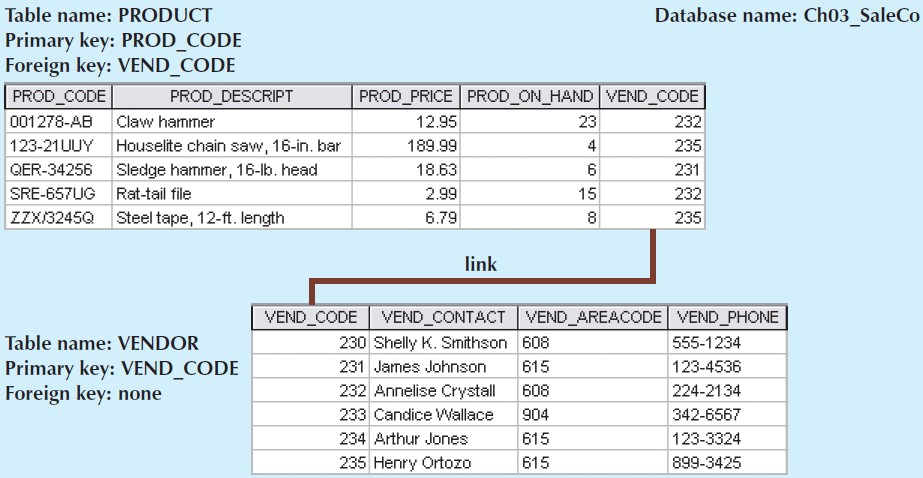 Table name: PRODUCT Database name: Ch03_SaleCo
Primary key: PROD_CODE
Foreign key: VEND_CODE
PROD_CODE PROD_DESCRIPT PROD_PRICE PROD_ON_HAND VEND_CODE
001278-AB Claw hammer 12.95 23 232
123-21UUY Houselite chain saw, 16-in. bar 189.99 4 235
QER-34256 Sledge hammer, 16-lb. head 18.63 6 231
SRE-657UG Rat-tail file 2.99 15 232
ZZX/3245Q Steel tape, 12-ft. length 6.79 8 235
link
VEND_CODE VEND_CONTACT VEND_AREACODE VEND_PHONE
Table name: VENDOR 230 Shelly K. Smithson 608 555-1234
Primary key: VEND_CODE 231 James Johnson 615 123-4536
Foreign key: none 232 Annelise Crystall 608 224-2134
233 Candice Wallace 904 342-6567
234 Arthur Jones 615 123-3324
235 Henry Ortozo 615 899-3425